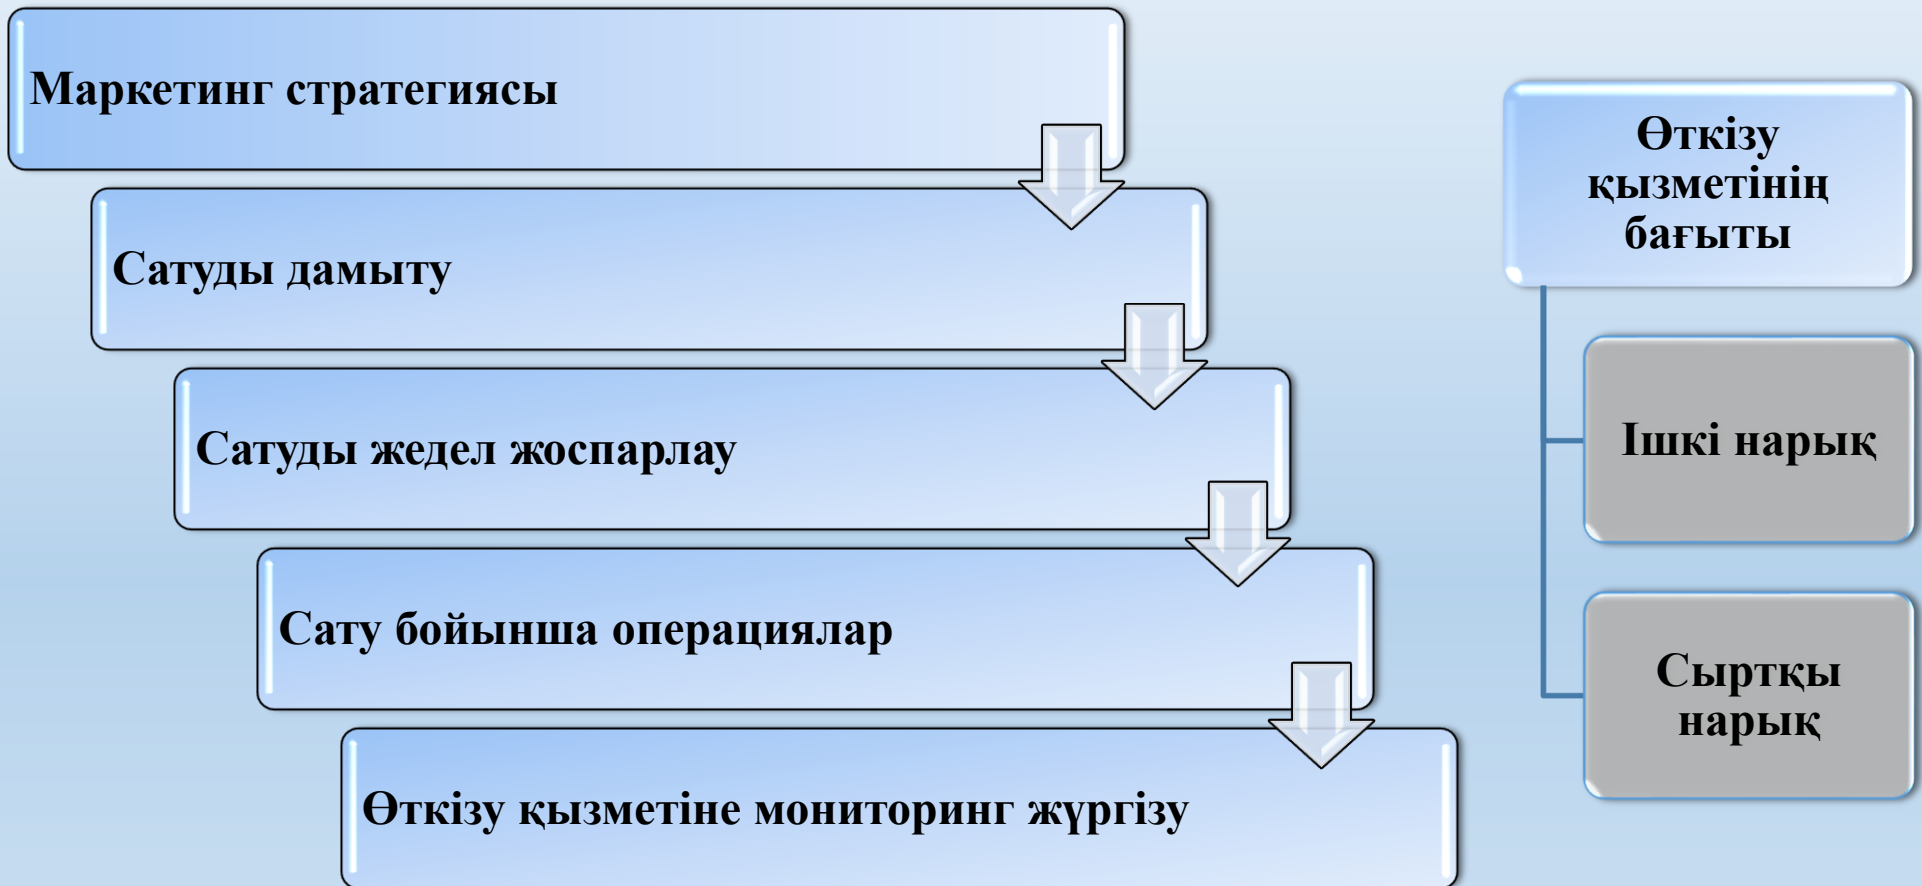 Маркетинг стратегиясы
Сатуды дамыту
Сатуды жедел жоспарлау
Сату бойынша операциялар
Өткізу қызметіне мониторинг жүргізу
Өткізу
қызметінің
бағыты
Ішкі нарық
Сыртқы
нарық